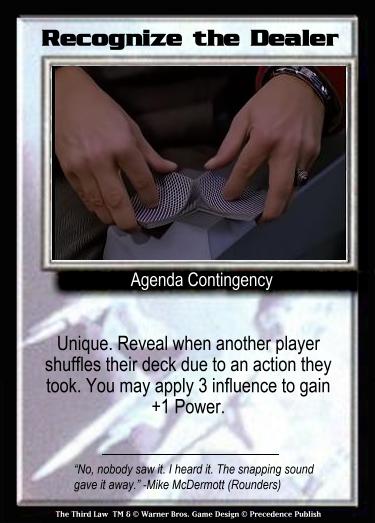 Recognize the Dealer
Agenda Contingency
Unique. Reveal when another player
shuffles their deck due to an action they
took. You may apply 3 influence to gain
+1 Power.
“No, nobody saw it. I heard it. The snapping sound
gave it away.” -Mike McDermott (Rounders)
The Third Law TM & © Warner Bros. Game Design © Precedence Publish